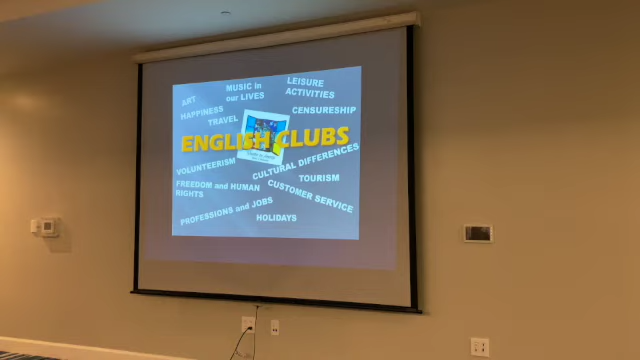 ART
MUSIC in
our LIVES
LEISURE
ACTIVITIES
HAPPINESS
TRAVEL
CENSURESHIP
ENGLISH CLUBS
VOLUNTEERISM
CULTURAL DIFFERENCES
TOURISM
FREEDOM and HUMAN
RIGHTS
CUSTOMER SERVICE
PROFESSIONS and JOBS
HOLIDAYS